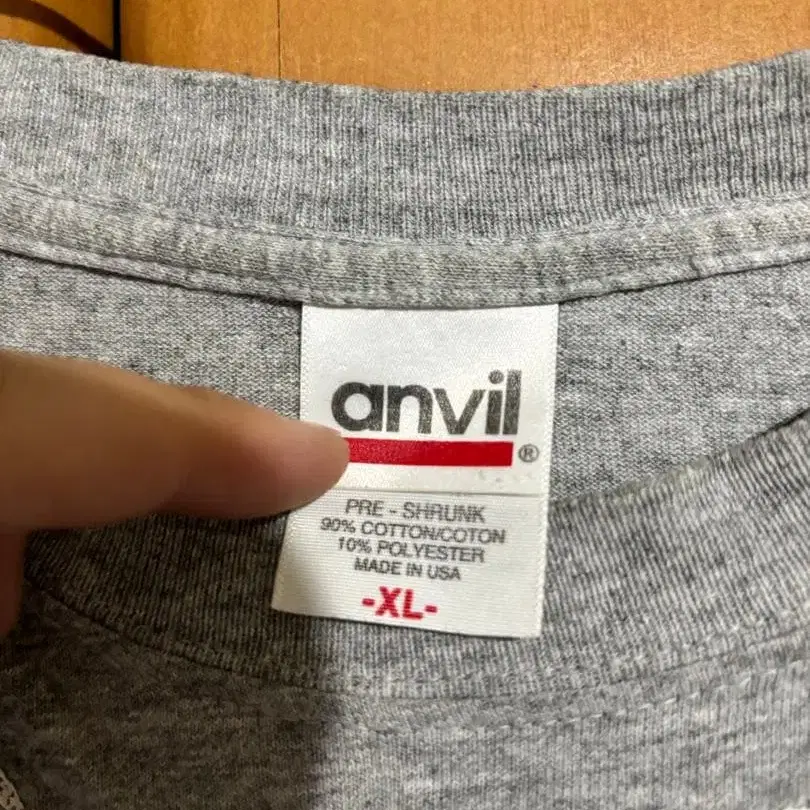 anvil
®
PRE - SHRUNK
90% COTTON/COTON
10% POLYESTER
MADE IN USA
-XL-